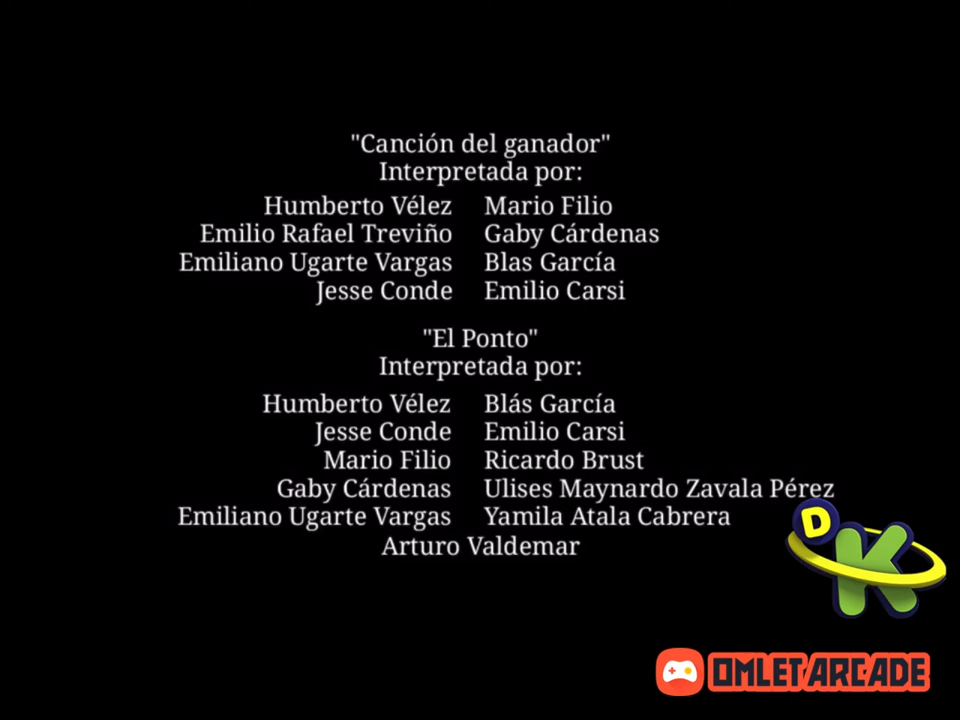 "Canción del ganador"
Interpretada por:
Humberto Vélez Mario Filio
Emilio Rafael Treviño Gaby Cárdenas
Emiliano Ugarte Vargas Blas García
Jesse Conde Emilio Carsi
"El Ponto"
Interpretada por:
Humberto Vélez Blás García
Jesse Conde Emilio Carsi
Mario Filio Ricardo Brust
Gaby Cárdenas Ulises Maynardo Zavala Pérez
Emiliano Ugarte Vargas Yamila Atala Cabrera
Arturo Valdemar
D K
OMLET ARCADE